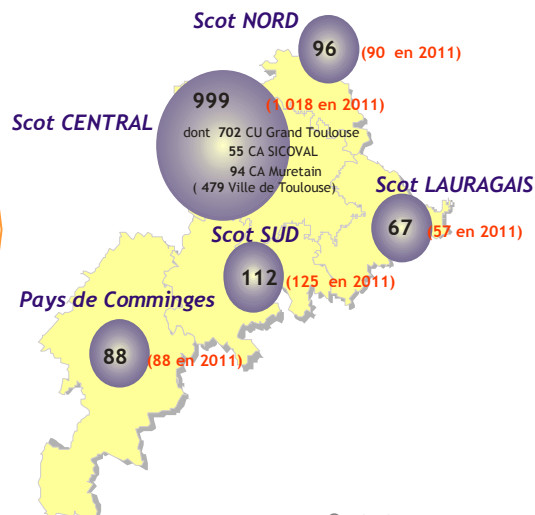 Scot NORD
96 (90 en 2011)
999 (1 018 en 2011)
Scot CENTRAL
dont 702 CU Grand Toulouse
55 CA SICOVAL
94 CA Muretain
( 479 Ville de Toulouse)
Scot LAURAGAIS
67 (57 en 2011)
Scot SUD
112 (125 en 2011)
Pays de Comminges
88 (88 en 2011)